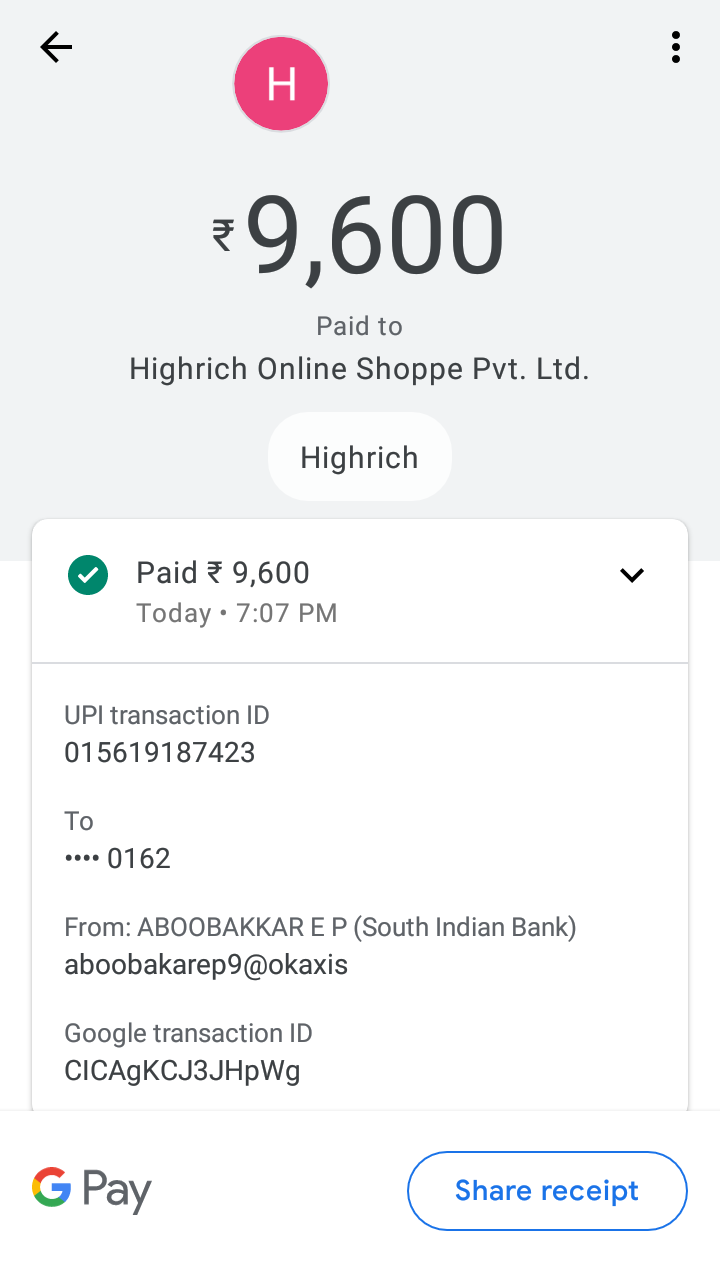 H
₹9,600
Paid to
Highrich Online Shoppe Pvt. Ltd.
Highrich
Paid ₹ 9,600
Today • 7:07 PM
UPI transaction ID
015619187423
To
•••• 0162
From: ABOOBAKKAR E P (South Indian Bank)
aboobakarep9@okaxis
Google transaction ID
CICAgKCJ3JHpWg
G Pay
Share receipt